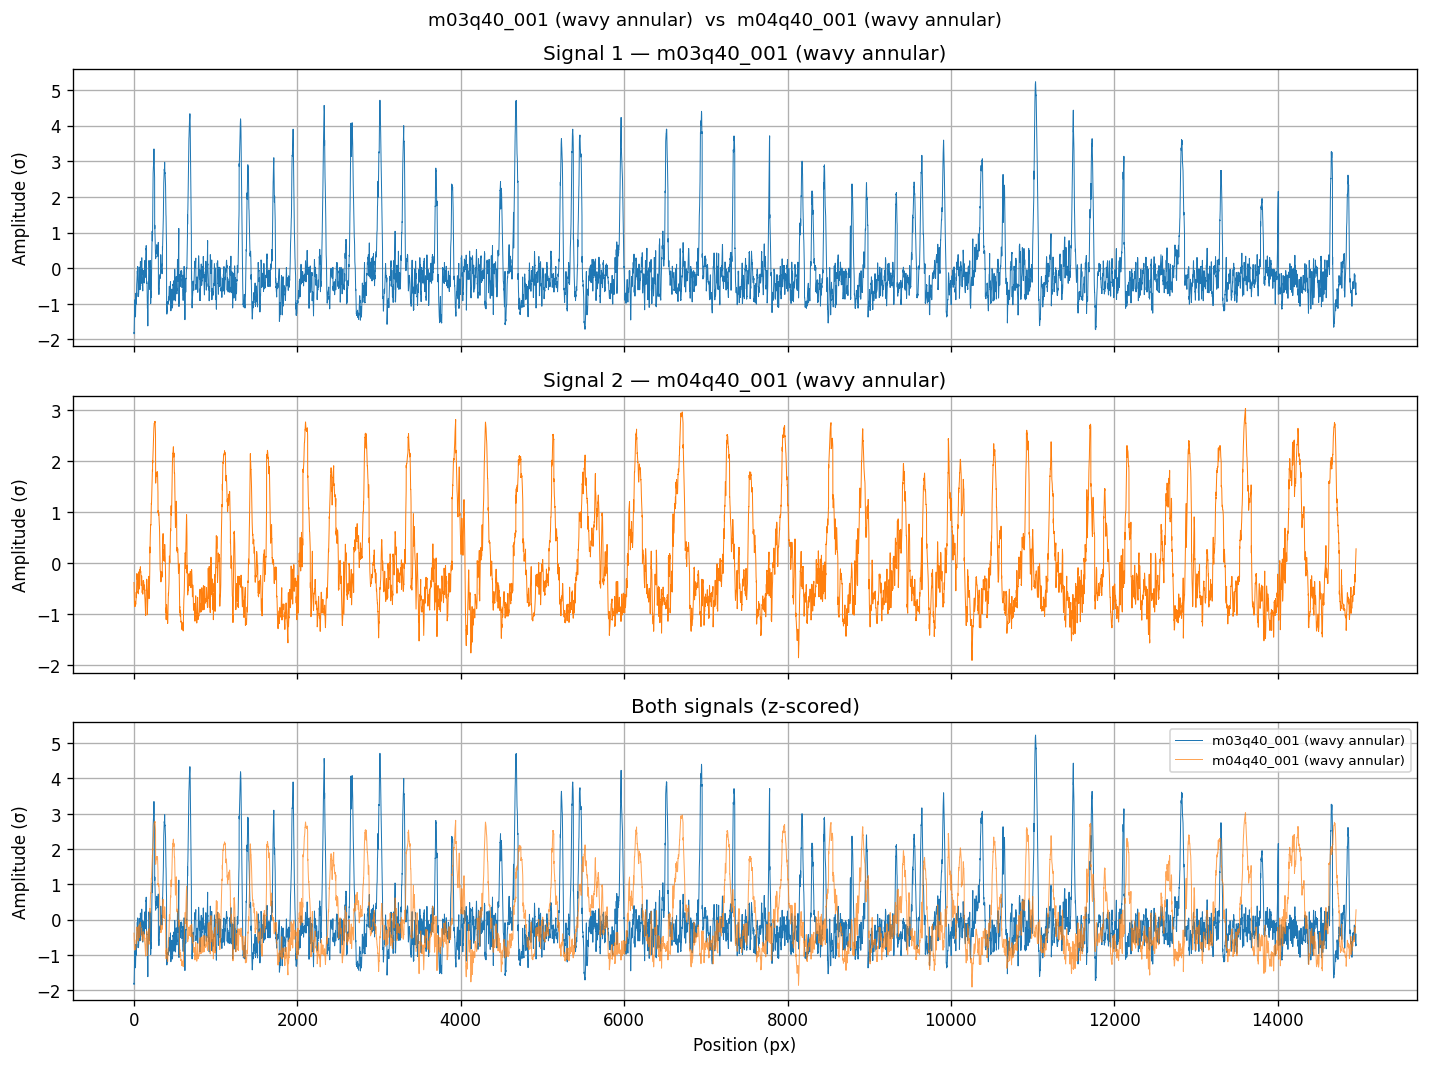 m03q40_001 (wavy annular)  vs  m04q40_001 (wavy annular)
Signal 1 — m03q40_001 (wavy annular)
Amplitude (σ)
5
4
3
2
1
0
−1
−2
Signal 2 — m04q40_001 (wavy annular)
Amplitude (σ)
3
2
1
0
−1
−2
Both signals (z-scored)
Amplitude (σ)
5
4
3
2
1
0
−1
−2
m03q40_001 (wavy annular)
m04q40_001 (wavy annular)
0 2000 4000 6000 8000 10000 12000 14000
Position (px)